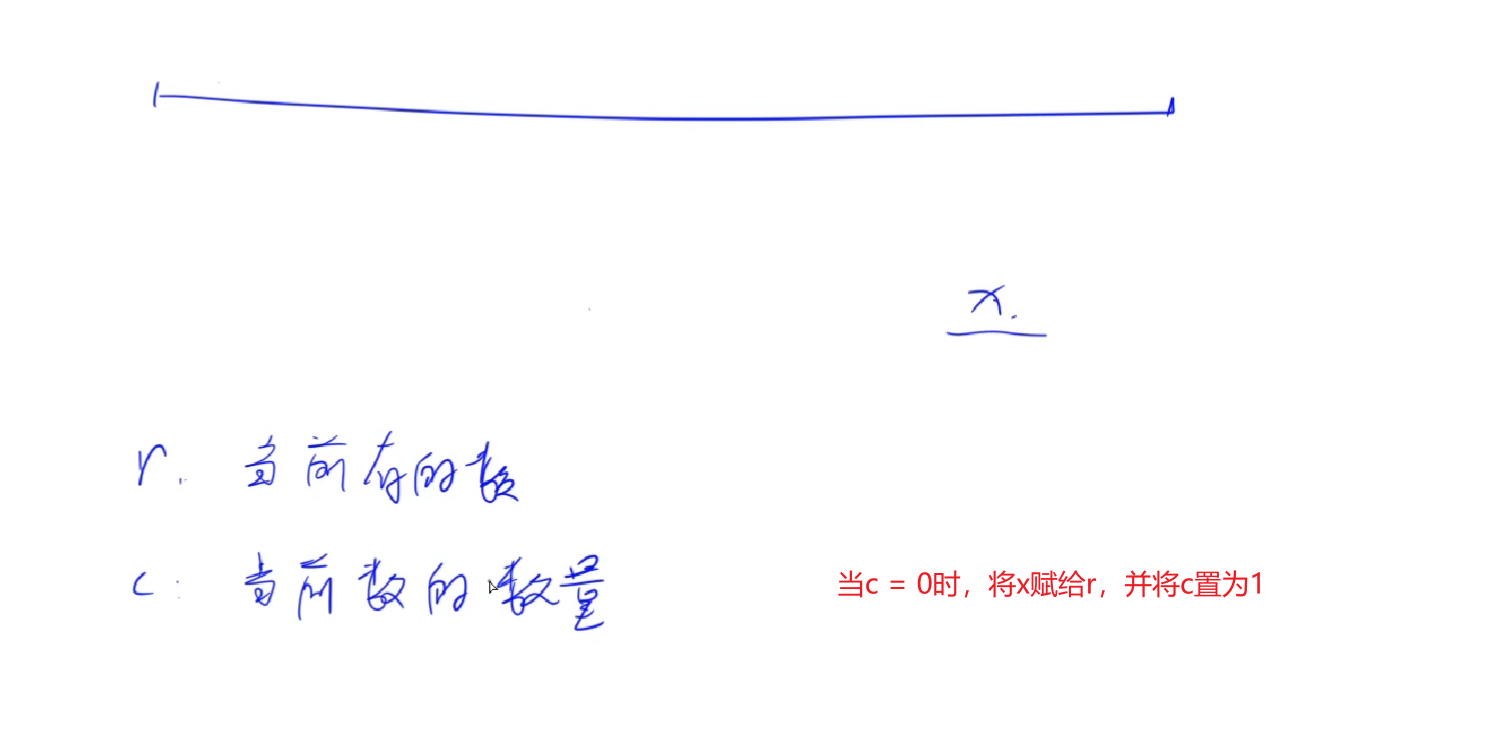 x.
r. 当前存的数
c: 当前数的数量
当c = 0时，将x赋给r，并将c置为1